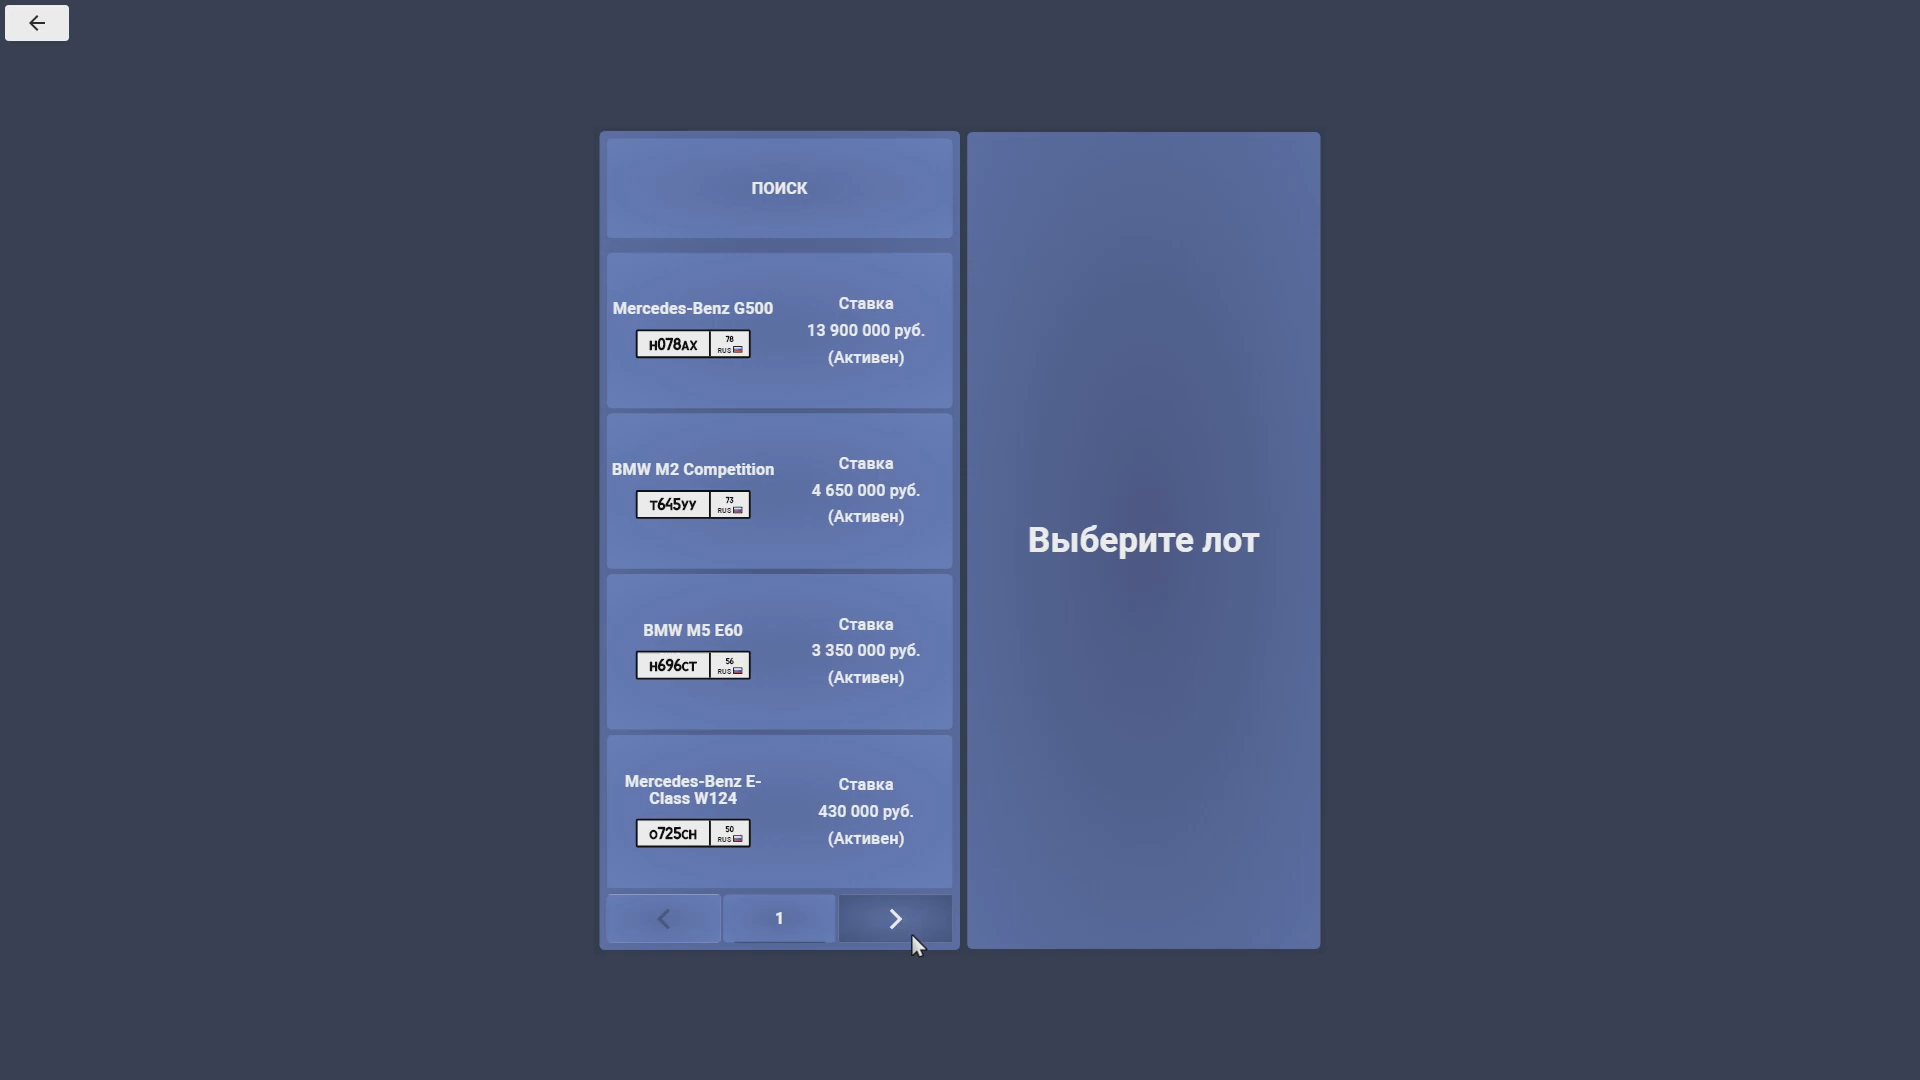 ПОИСК
Mercedes-Benz G500
н078ах 78
RUS
Ставка
13 900 000 руб.
(Активен)
BMW M2 Competition
т645уу 73
RUS
Ставка
4 650 000 руб.
(Активен)
BMW M5 E60
н696ст 56
RUS
Ставка
3 350 000 руб.
(Активен)
Mercedes-Benz E-
Class W124
о725сн 50
RUS
Ставка
430 000 руб.
(Активен)
1
Выберите лот